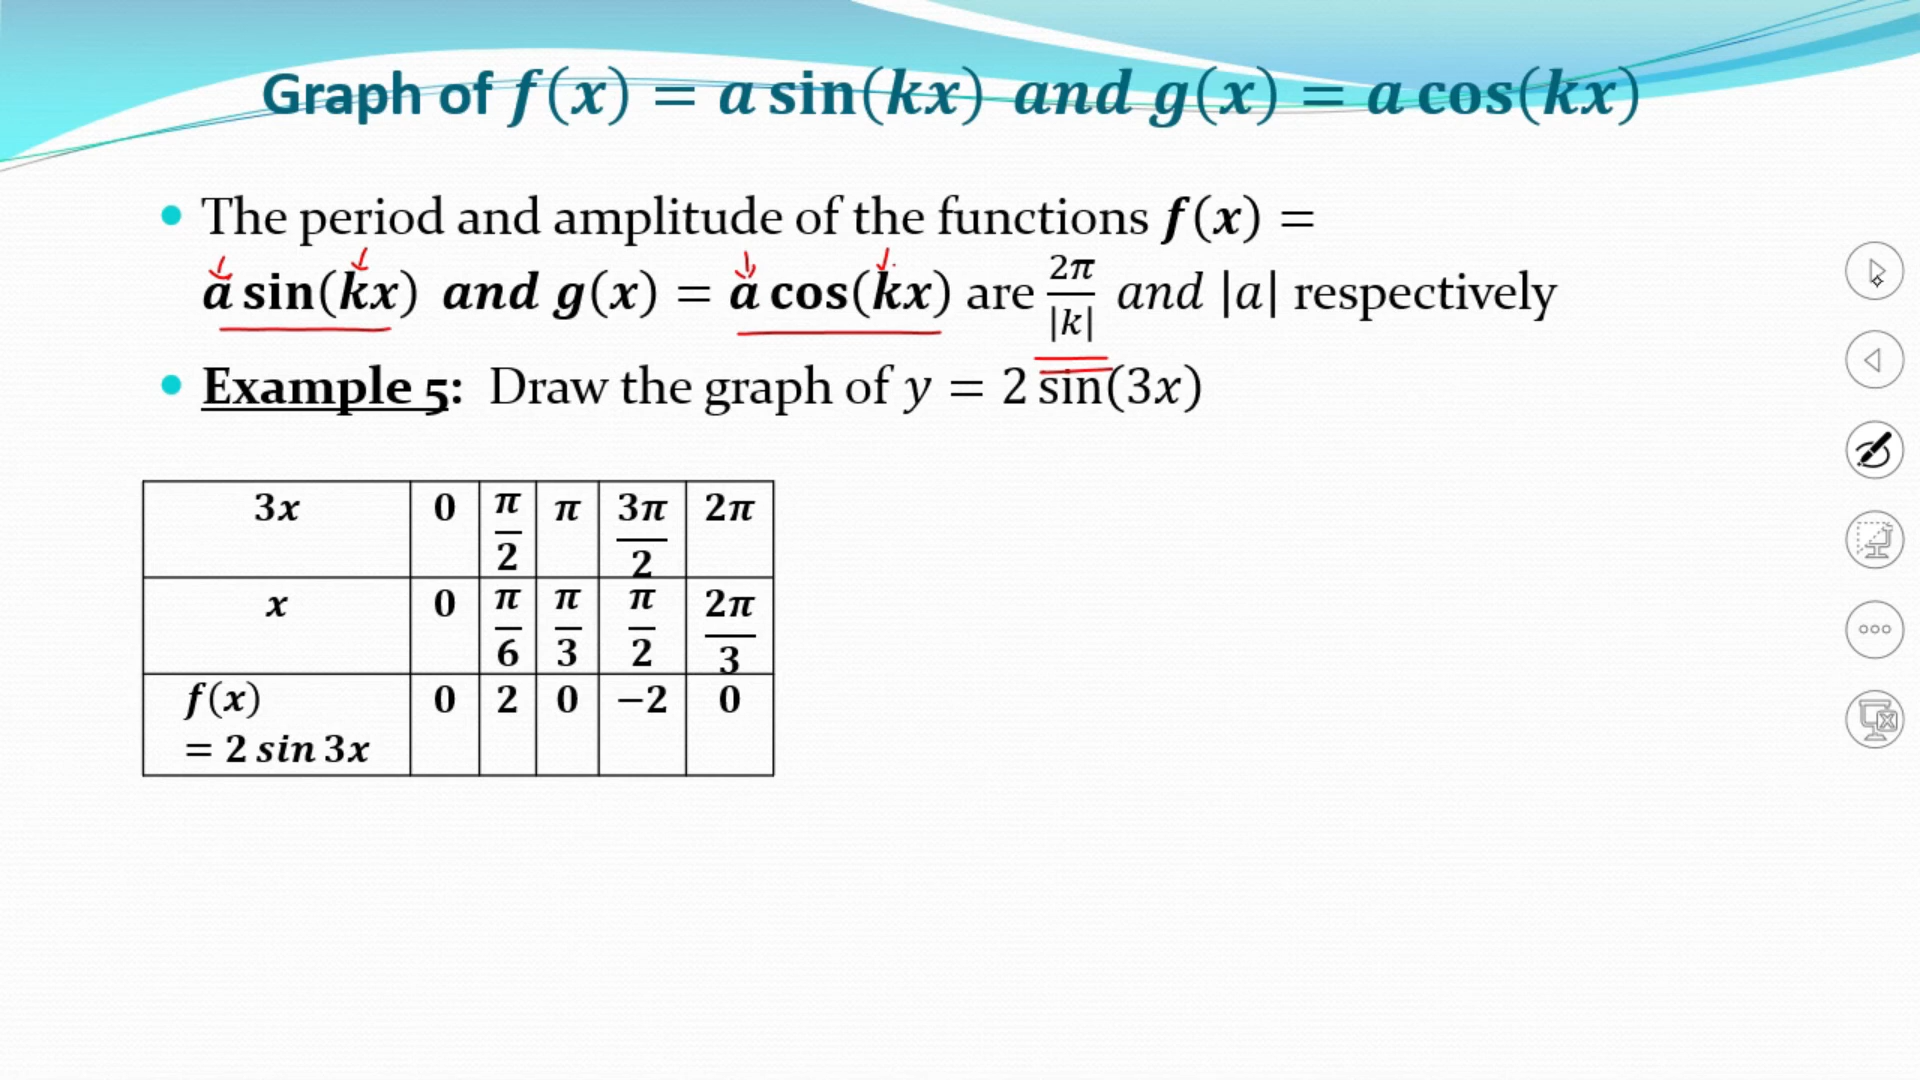 Graph of f(x) = a sin(kx) and g(x) = a cos(kx)
The period and amplitude of the functions f(x) =
a sin(kx) and g(x) = a cos(kx) are 2π/|k| and |a| respectively
Example 5: Draw the graph of y = 2 sin(3x)
3x 0 π/2 π 3π/2 2π
x 0 π/6 π/3 π/2 2π/3
f(x) 0 2 0 −2 0
= 2 sin 3x